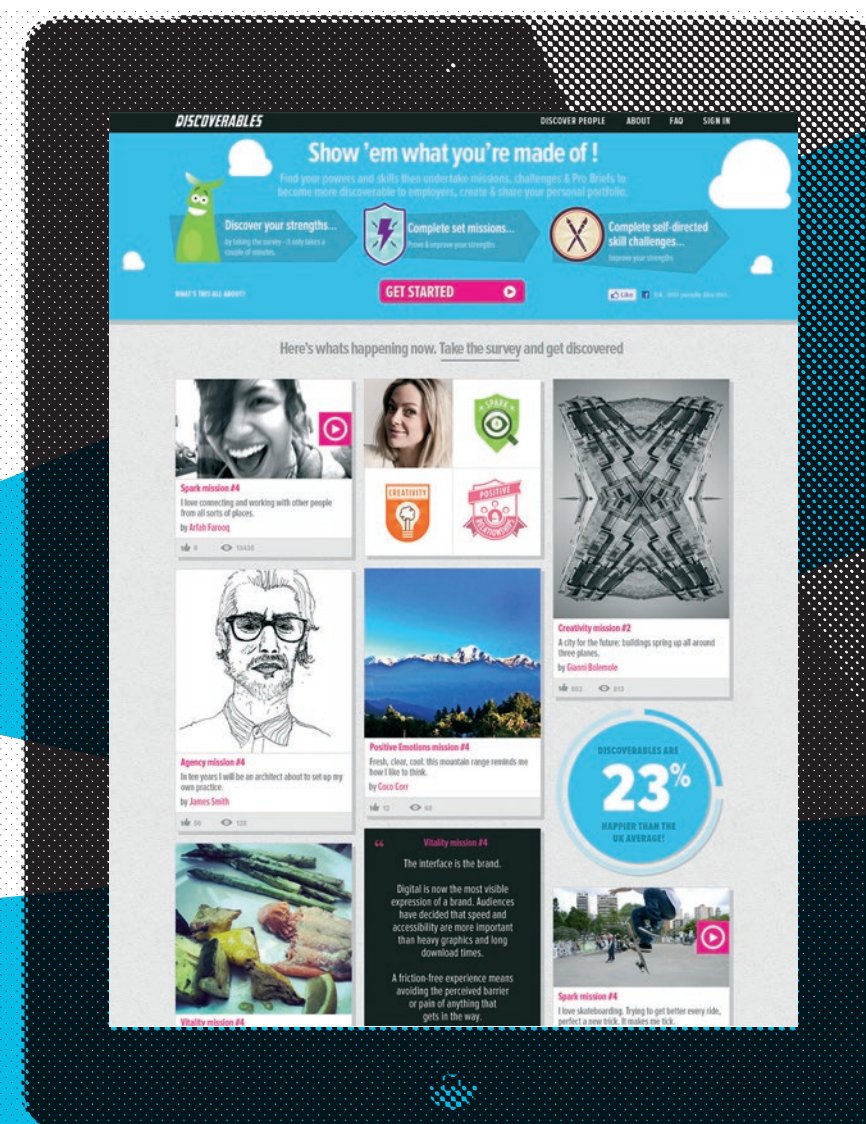 DISCOVERABLES
DISCOVER PEOPLE ABOUT FAQ SIGN IN
Show 'em what you're made of !
Find your powers and skills then undertake missions, challenges & Pro Briefs to
become more discoverable to employers, create & share your personal portfolio.
Discover your strengths...
by taking the survey - it only takes a
couple of minutes.
Complete set missions...
Prove & improve your strengths
Complete self-directed
skill challenges...
Improve your strengths
WHAT'S THIS ALL ABOUT?
GET STARTED
Like
people like this.
Here's whats happening now. Take the survey and get discovered
Spark mission #4
I love connecting and working with other people
from all sorts of places.
by Arfah Farooq
SPARK
CREATIVITY
POSITIVE
RELATIONSHIPS
Creativity mission #2
A city for the future: buildings spring up all around
three planes.
by Gianni Bolemole
Agency mission #4
In ten years I will be an architect about to set up my
own practice.
by James Smith
Positive Emotions mission #4
Fresh, clear, cool: this mountain range reminds me
how I like to think.
by Coco Corr
12
DISCOVERABLES ARE
23%
HAPPIER THAN THE
UK AVERAGE!
Vitality mission #4
“ Vitality mission #4
The interface is the brand.
Digital is now the most visible
expression of a brand. Audiences
have decided that speed and
accessibility are more important
than heavy graphics and long
download times.
A friction-free experience means
avoiding the perceived barrier
or pain of anything that
gets in the way.
Spark mission #4
I love skateboarding. Trying to get better every ride,
perfect a new trick. It makes me tick.